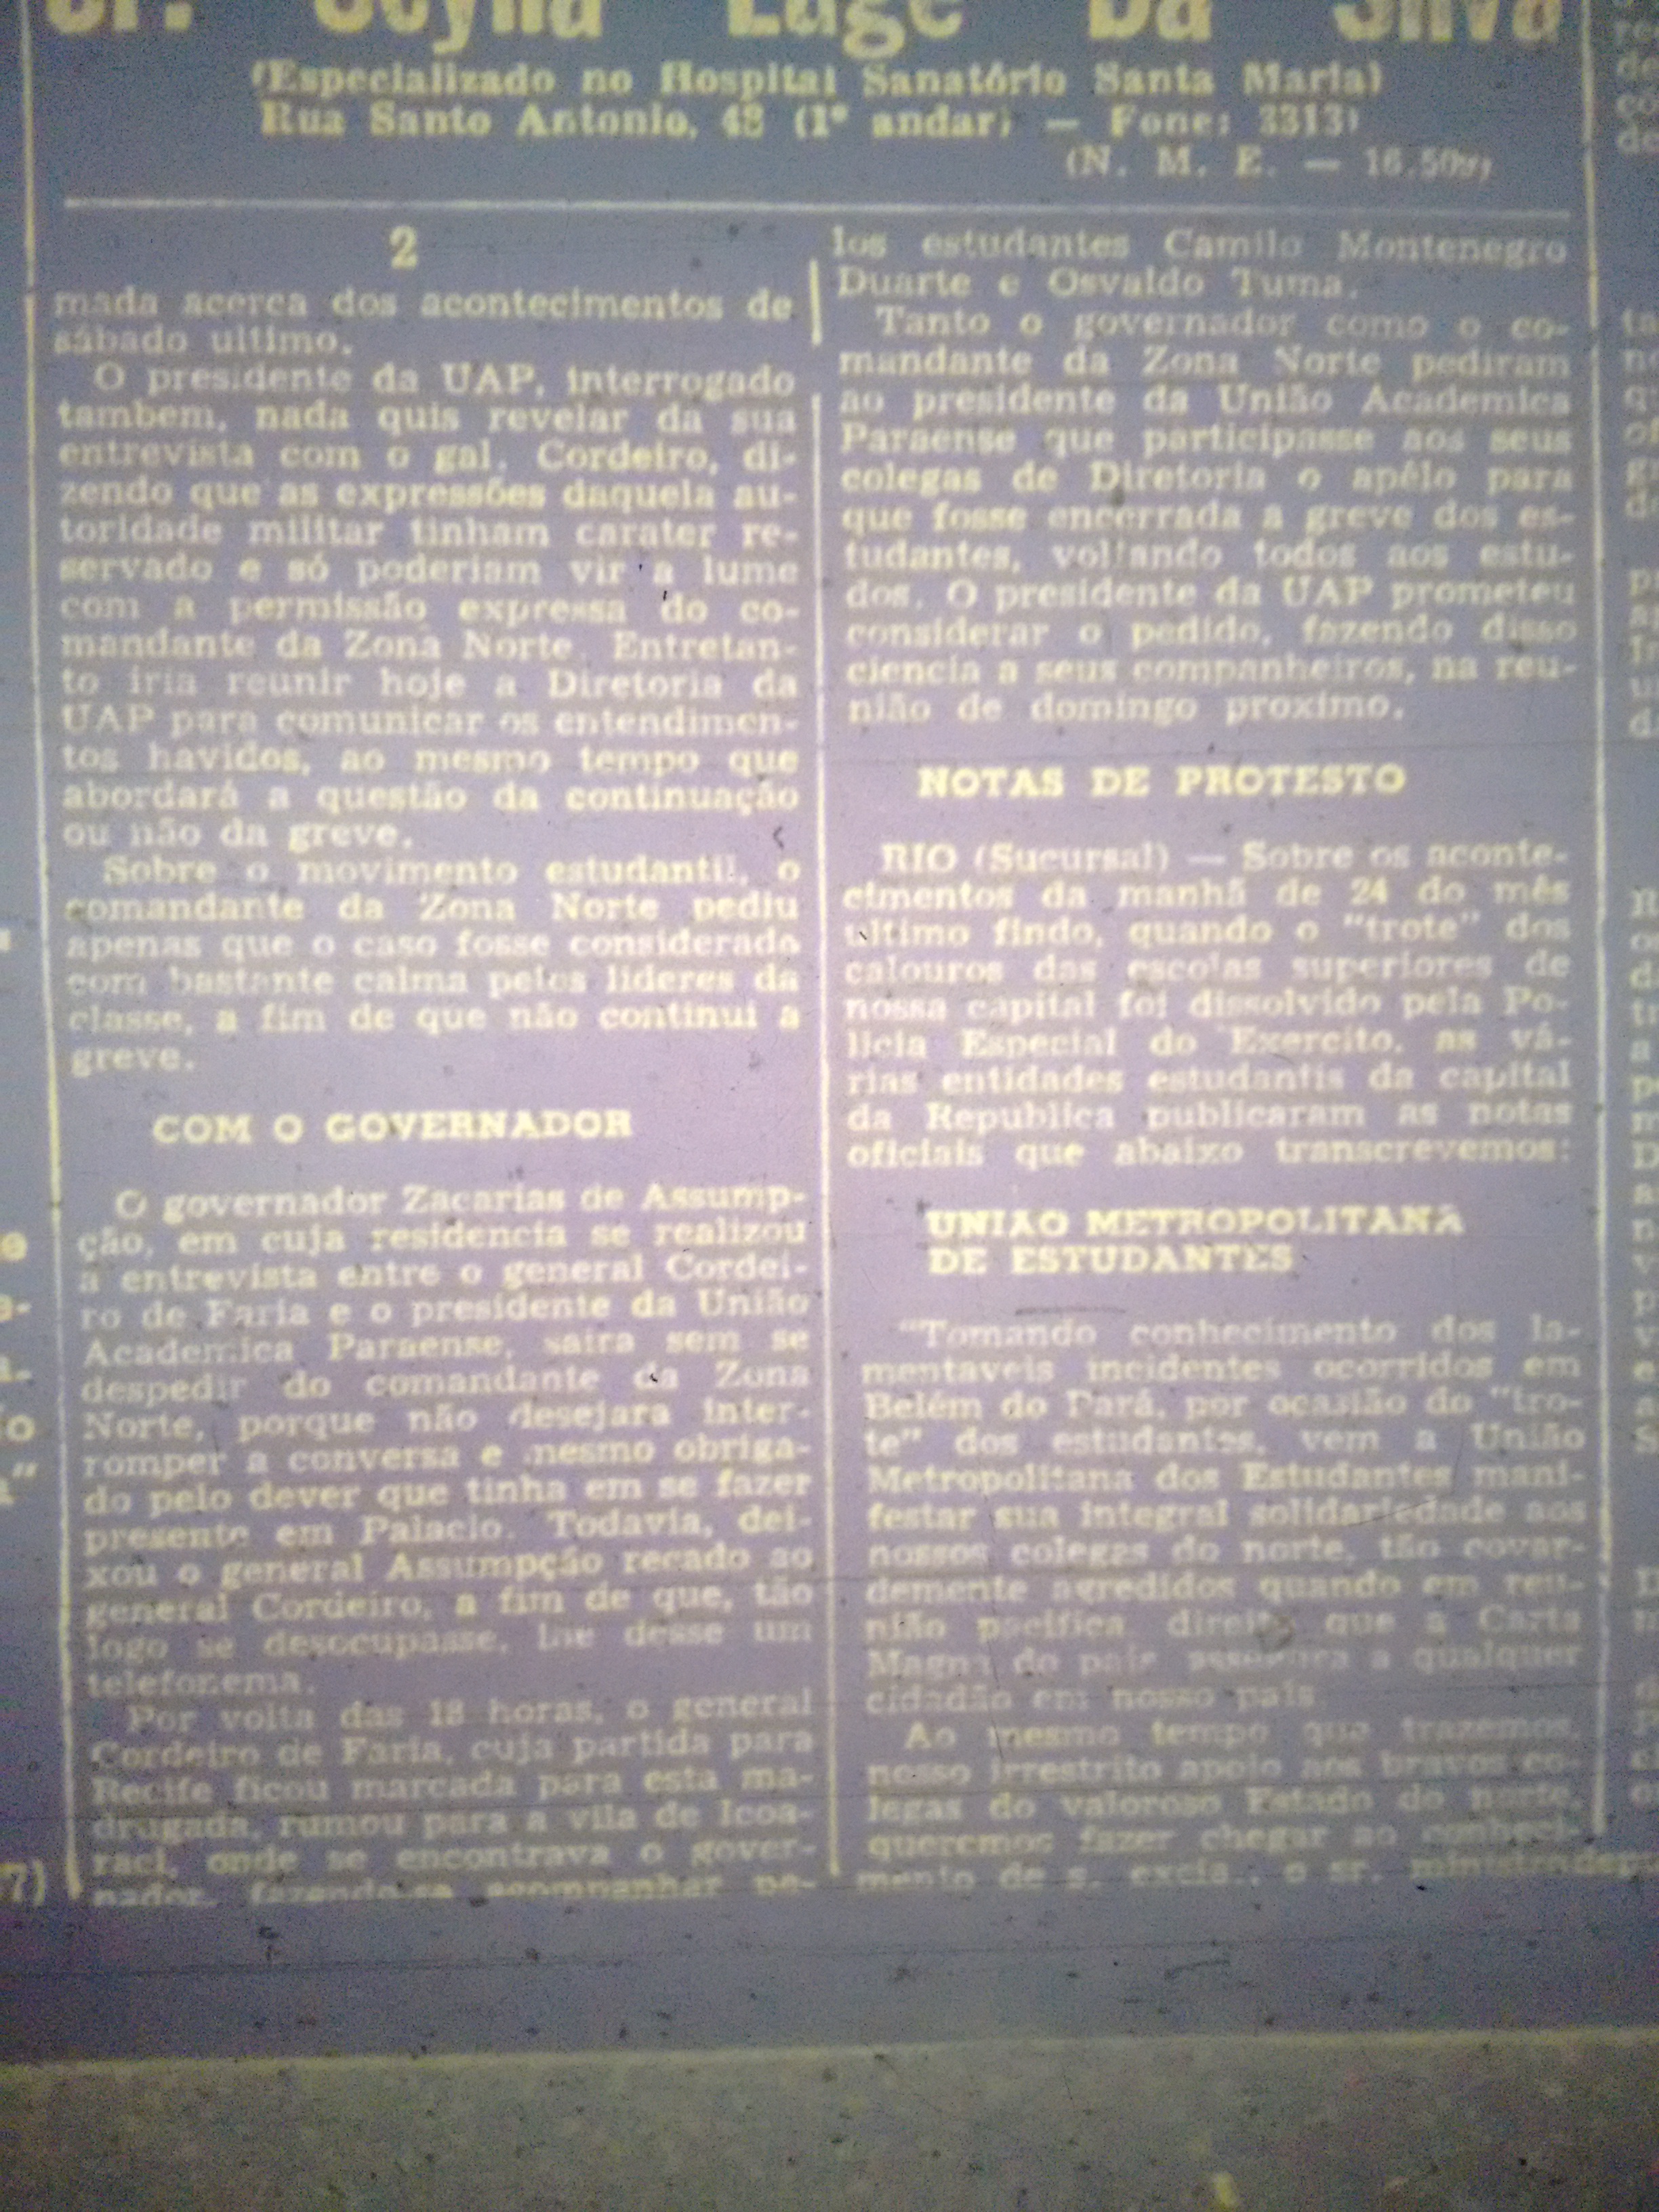 Lage Da Silva
(Especializado no Hospital Sanatório Santa Maria)
Rua Santo Antonio, 48 (1º andar) — Fone: 3313)
(N. M. E. — 16.509)
2
mada acerca dos acontecimentos de
sábado ultimo.
O presidente da UAP, interrogado
tambem, nada quis revelar da sua
entrevista com o gal. Cordeiro, di-
zendo que as expressões daquela au-
toridade militar tinham carater re-
servado e só poderiam vir a lume
com a permissão expressa do co-
mandante da Zona Norte. Entretan-
to iria reunir hoje a Diretoria da
UAP para comunicar os entendimen-
tos havidos, ao mesmo tempo que
abordará a questão da continuação
ou não da greve.
Sobre o movimento estudantil, o
comandante da Zona Norte pediu
apenas que o caso fosse considerado
com bastante calma pelos lideres da
classe, a fim de que não continui a
greve.
COM O GOVERNADOR
O governador Zacarias de Assump-
ção, em cuja residencia se realizou
a entrevista entre o general Cordei-
ro de Faria e o presidente da União
Academica Paraense, saira sem se
despedir do comandante da Zona
Norte, porque não desejara inter-
romper a conversa e mesmo obriga-
do pelo dever que tinha em se fazer
presente em Palacio. Todavia, dei-
xou o general Assumpção recado ao
general Cordeiro, a fim de que, tão
logo se desocupasse, lhe desse um
telefonema.
Por volta das 18 horas, o general
Cordeiro de Faria, cuja partida para
Recife ficou marcada para esta ma-
drugada, rumou para a vila de Icoa-
raci, onde se encontrava o gover-
nador, fazendo-se acompanhar pe-
los estudantes Camilo Montenegro
Duarte e Osvaldo Tuma.
Tanto o governador como o co-
mandante da Zona Norte pediram
ao presidente da União Academica
Paraense que participasse aos seus
colegas de Diretoria o apêlo para
que fosse encerrada a greve dos es-
tudantes, voltando todos aos estu-
dos. O presidente da UAP prometeu
considerar o pedido, fazendo disso
ciencia a seus companheiros, na reu-
nião de domingo proximo.
NOTAS DE PROTESTO
RIO (Sucursal) — Sobre os aconte-
cimentos da manhã de 24 do mês
ultimo findo, quando o "trote" dos
calouros das escolas superiores de
nossa capital foi dissolvido pela Po-
licia Especial do Exercito, as vá-
rias entidades estudantis da capital
da Republica publicaram as notas
oficiais que abaixo transcrevemos:
UNIAO METROPOLITANA
DE ESTUDANTES
"Tomando conhecimento dos la-
mentaveis incidentes ocorridos em
Belém do Pará, por ocasião do "tro-
te" dos estudantes, vem a União
Metropolitana dos Estudantes mani-
festar sua integral solidariedade aos
nossos colegas do norte, tão covar-
demente agredidos quando em reu-
nião pacifica, direito que a Carta
Magna do pais assegura a qualquer
cidadão em nosso país.
Ao mesmo tempo que trazemos
nosso irrestrito apoio aos bravos co-
legas do valoroso Estado do norte,
queremos fazer chegar ao conheci-
mento de s. excia., o sr. ministro